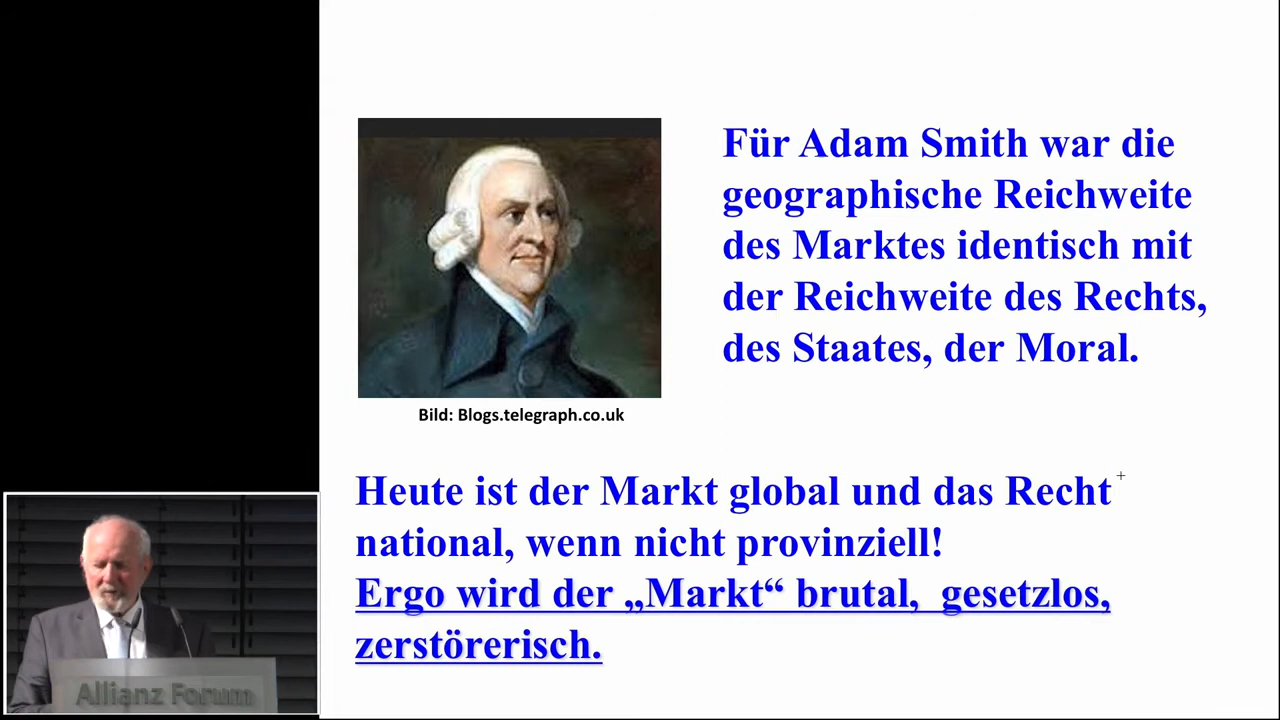 Für Adam Smith war die
geographische Reichweite
des Marktes identisch mit
der Reichweite des Rechts,
des Staates, der Moral.
Bild: Blogs.telegraph.co.uk
Heute ist der Markt global und das Recht
national, wenn nicht provinziell!
Ergo wird der „Markt“ brutal, gesetzlos,
zerstörerisch.
Allianz Forum